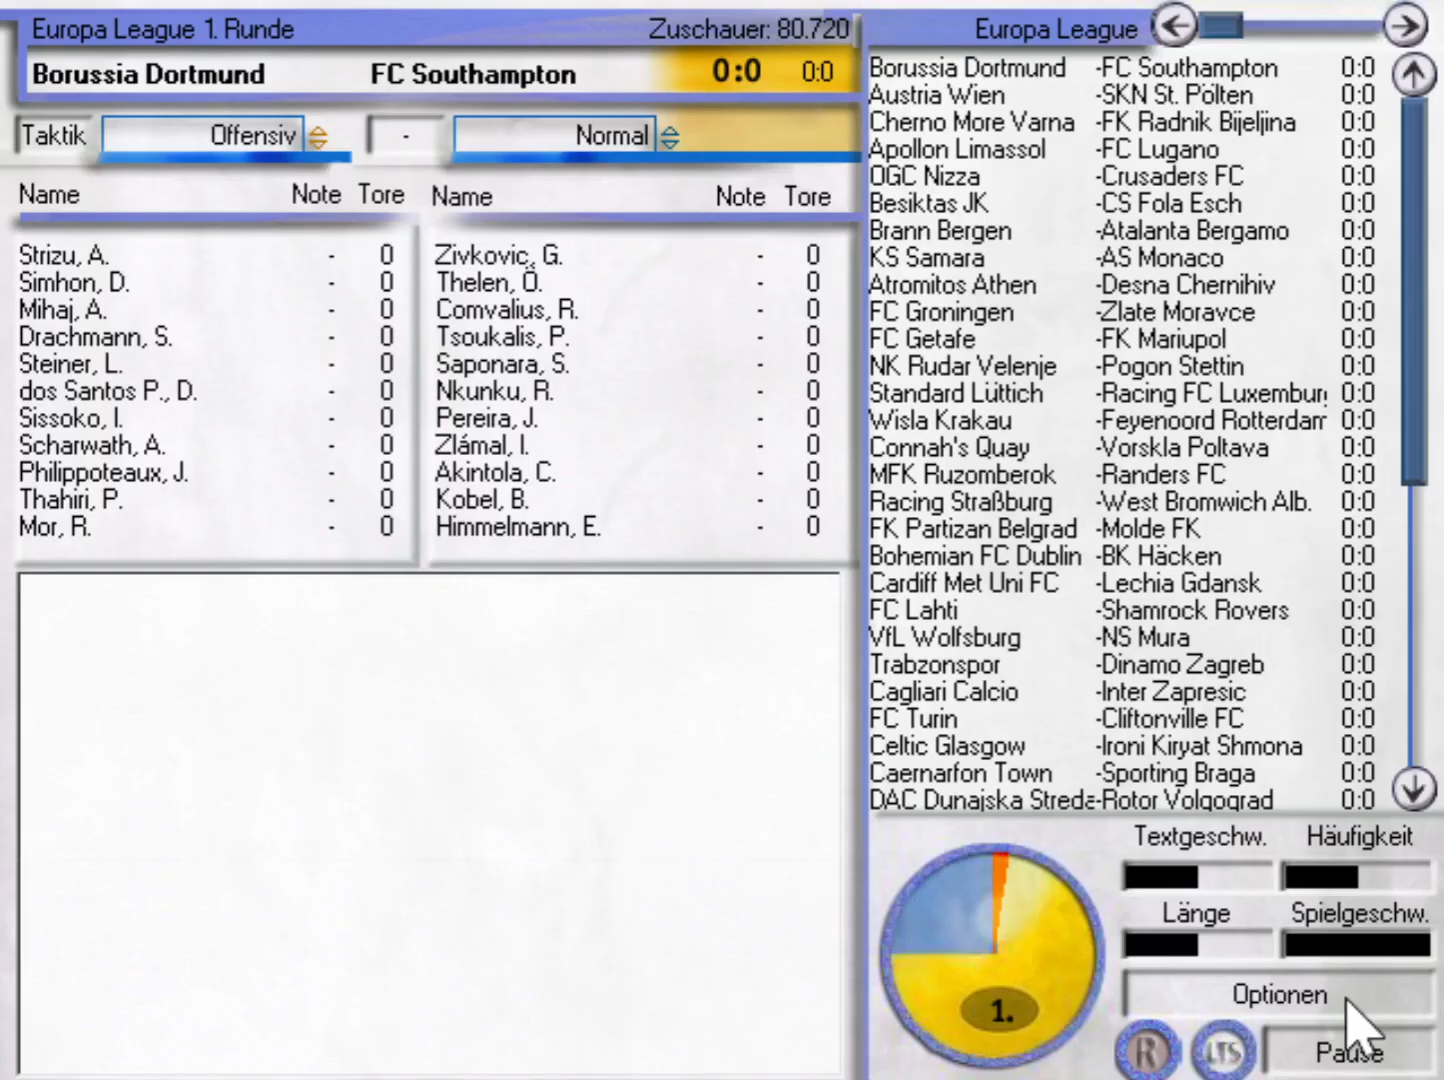 Europa League 1. Runde Zuschauer: 80.720
Borussia Dortmund FC Southampton 0:0 0:0
Taktik Offensiv - Normal
Name Note Tore Name Note Tore
Strizu, A. - 0 Zivkovic, G. - 0
Simhon, D. - 0 Thelen, Ö. - 0
Mihaj, A. - 0 Comvalius, R. - 0
Drachmann, S. - 0 Tsoukalis, P. - 0
Steiner, L. - 0 Saponara, S. - 0
dos Santos P., D. - 0 Nkunku, R. - 0
Sissoko, I. - 0 Pereira, J. - 0
Scharwath, A. - 0 Zlámal, I. - 0
Philippoteaux, J. - 0 Akintola, C. - 0
Thahiri, P. - 0 Kobel, B. - 0
Mor, R. - 0 Himmelmann, E. - 0
Europa League
Borussia Dortmund -FC Southampton 0:0
Austria Wien -SKN St. Pölten 0:0
Cherno More Varna -FK Radnik Bijeljina 0:0
Apollon Limassol -FC Lugano 0:0
OGC Nizza -Crusaders FC 0:0
Besiktas JK -CS Fola Esch 0:0
Brann Bergen -Atalanta Bergamo 0:0
KS Samara -AS Monaco 0:0
Atromitos Athen -Desna Chernihiv 0:0
FC Groningen -Zlate Moravce 0:0
FC Getafe -FK Mariupol 0:0
NK Rudar Velenje -Pogon Stettin 0:0
Standard Lüttich -Racing FC Luxemburg 0:0
Wisla Krakau -Feyenoord Rotterdam 0:0
Connah's Quay -Vorskla Poltava 0:0
MFK Ruzomberok -Randers FC 0:0
Racing Straßburg -West Bromwich Alb. 0:0
FK Partizan Belgrad -Molde FK 0:0
Bohemian FC Dublin -BK Häcken 0:0
Cardiff Met Uni FC -Lechia Gdansk 0:0
FC Lahti -Shamrock Rovers 0:0
VfL Wolfsburg -NS Mura 0:0
Trabzonspor -Dinamo Zagreb 0:0
Cagliari Calcio -Inter Zapresic 0:0
FC Turin -Cliftonville FC 0:0
Celtic Glasgow -Ironi Kiryat Shmona 0:0
Caernarfon Town -Sporting Braga 0:0
DAC Dunajska Streda -Rotor Volgograd 0:0
Textgeschw. Häufigkeit
Länge Spielgeschw.
1.
Optionen
R LTS Pause